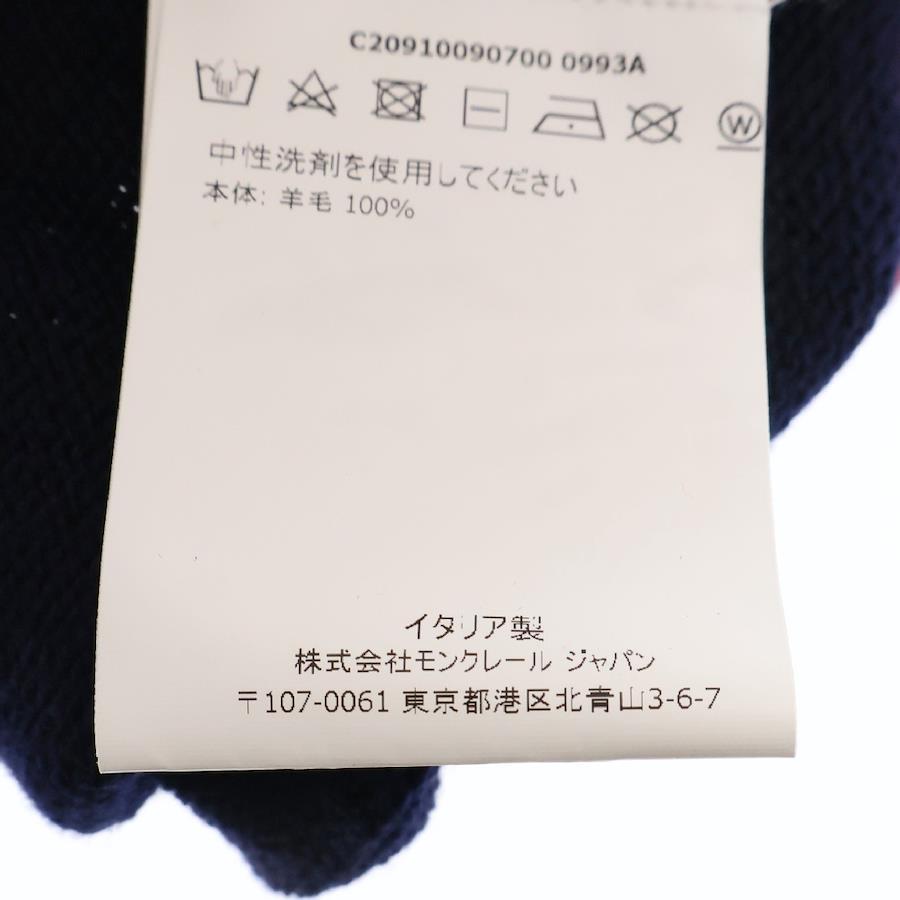 C20910090700 0993A
W
中性洗剤を使用してください
本体: 羊毛 100%
イタリア製
株式会社モンクレール ジャパン
〒107-0061 東京都港区北青山3-6-7